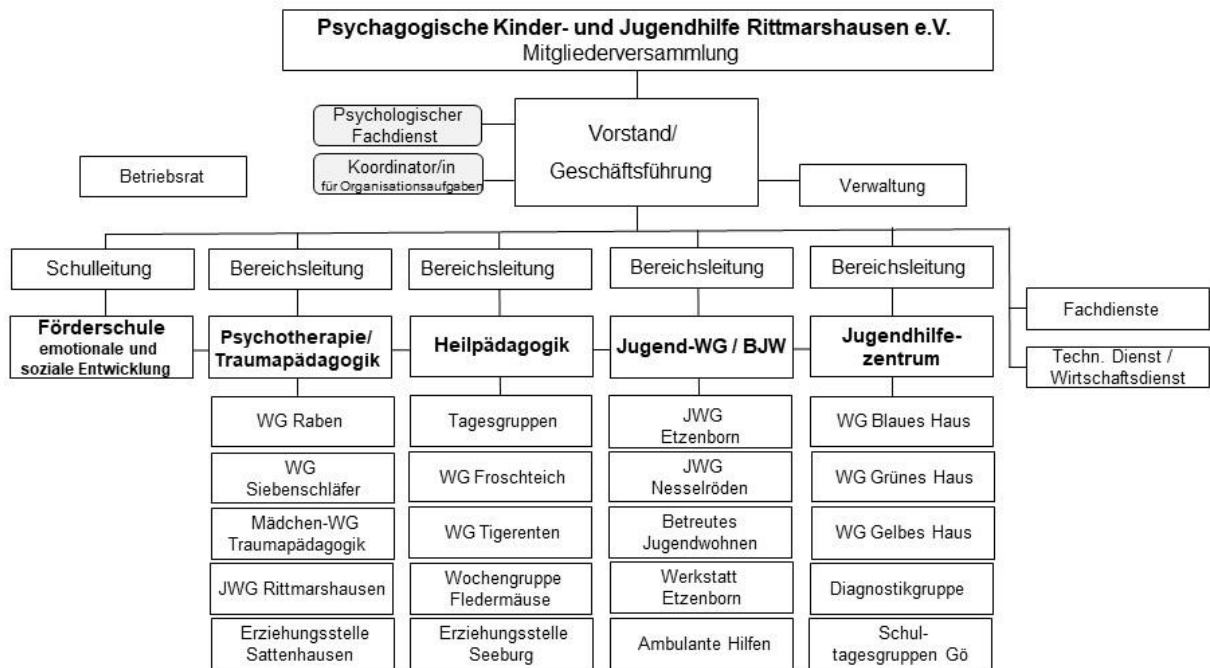 Psychagogische Kinder- und Jugendhilfe Rittmarshausen e.V.
Mitgliederversammlung
Psychologischer
Fachdienst
Vorstand/
Geschäftsführung
Koordinator/in
für Organisationsaufgaben
Betriebsrat
Verwaltung
Schulleitung
Bereichsleitung
Bereichsleitung
Bereichsleitung
Bereichsleitung
Fachdienste
Techn. Dienst /
Wirtschaftsdienst
Förderschule
emotionale und
soziale Entwicklung
Psychotherapie/
Traumapädagogik
Heilpädagogik
Jugend-WG / BJW
Jugendhilfe-
zentrum
WG Raben
WG
Siebenschläfer
Mädchen-WG
Traumapädagogik
JWG Rittmarshausen
Erziehungsstelle
Sattenhausen
Tagesgruppen
WG Froschteich
WG Tigerenten
Wochengruppe
Fledermäuse
Erziehungsstelle
Seeburg
JWG
Etzenborn
JWG
Nesselröden
Betreutes
Jugendwohnen
Werkstatt
Etzenborn
Ambulante Hilfen
WG Blaues Haus
WG Grünes Haus
WG Gelbes Haus
Diagnostikgruppe
Schul-
tagesgruppen Gö